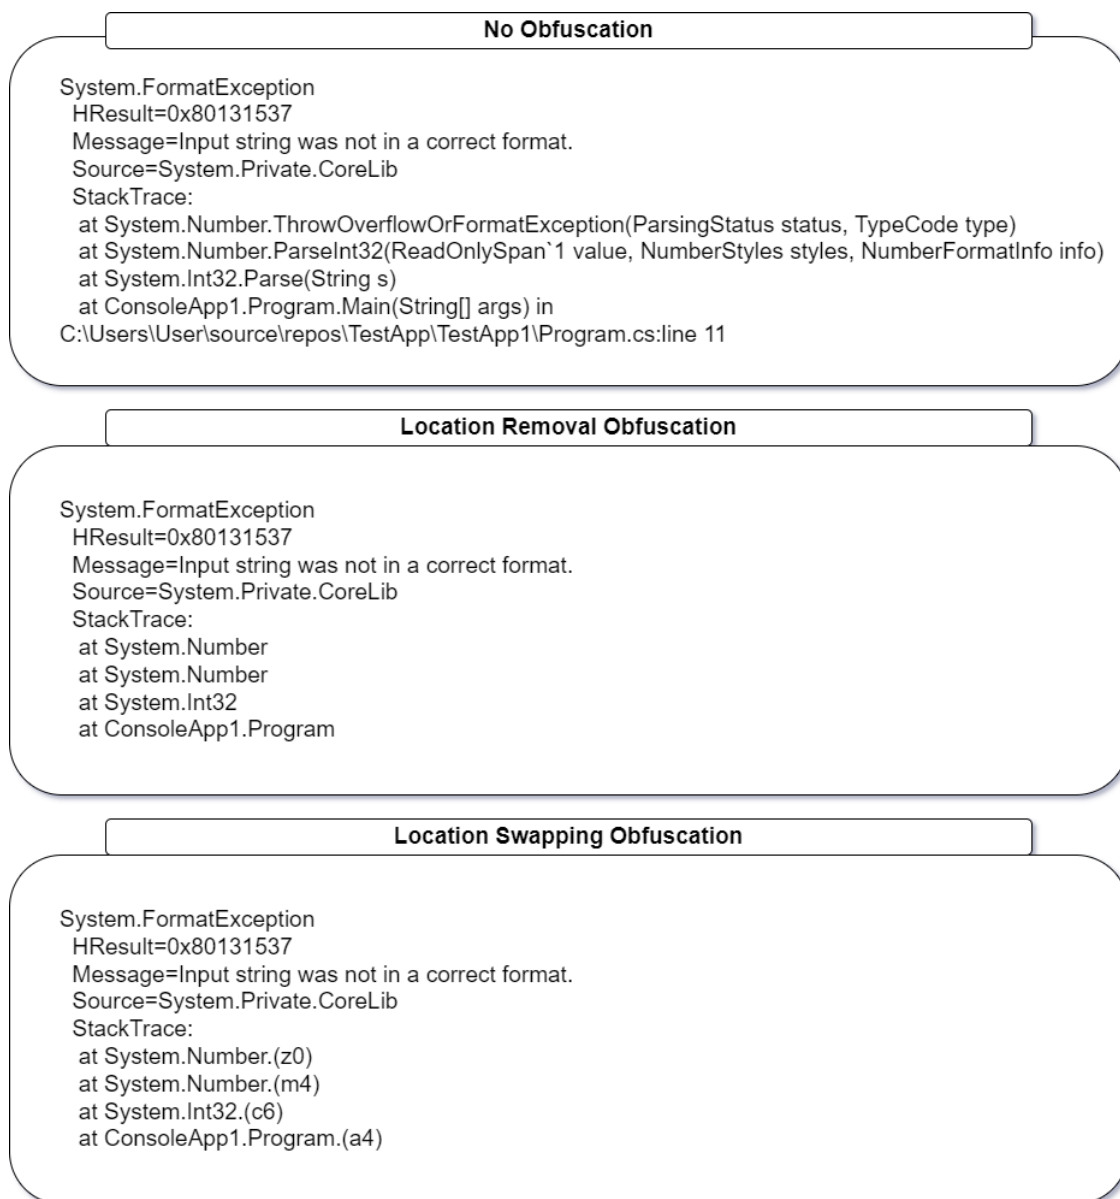 No Obfuscation
System.FormatException
HResult=0x80131537
Message=Input string was not in a correct format.
Source=System.Private.CoreLib
StackTrace:
at System.Number.ThrowOverflowOrFormatException(ParsingStatus status, TypeCode type)
at System.Number.ParseInt32(ReadOnlySpan`1 value, NumberStyles styles, NumberFormatInfo info)
at System.Int32.Parse(String s)
at ConsoleApp1.Program.Main(String[] args) in
C:\Users\User\source\repos\TestApp\TestApp1\Program.cs:line 11
Location Removal Obfuscation
System.FormatException
HResult=0x80131537
Message=Input string was not in a correct format.
Source=System.Private.CoreLib
StackTrace:
at System.Number
at System.Number
at System.Int32
at ConsoleApp1.Program
Location Swapping Obfuscation
System.FormatException
HResult=0x80131537
Message=Input string was not in a correct format.
Source=System.Private.CoreLib
StackTrace:
at System.Number.(z0)
at System.Number.(m4)
at System.Int32.(c6)
at ConsoleApp1.Program.(a4)